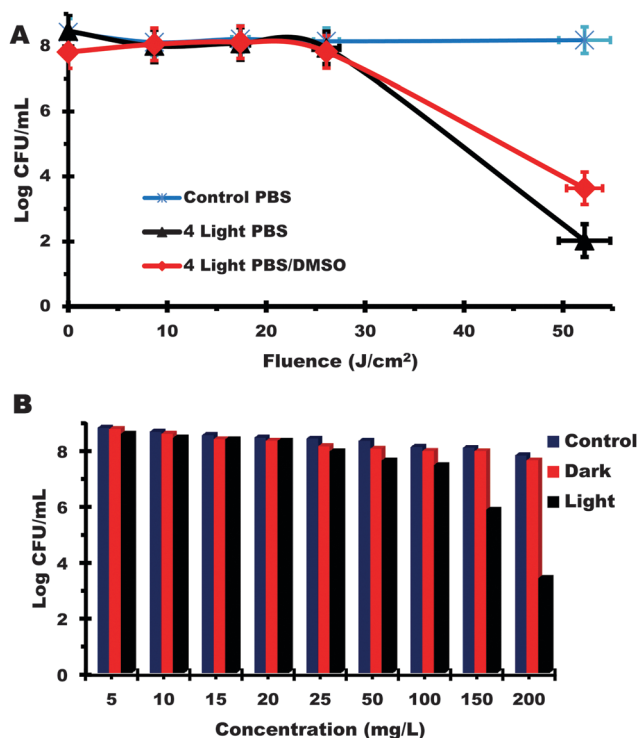 A
8
6
4
2
0
Log CFU/mL
Control PBS
4 Light PBS
4 Light PBS/DMSO
0 10 20 30 40 50
Fluence (J/cm²)
B
8
6
4
2
0
Log CFU/mL
Control
Dark
Light
5 10 15 20 25 50 100 150 200
Concentration (mg/L)